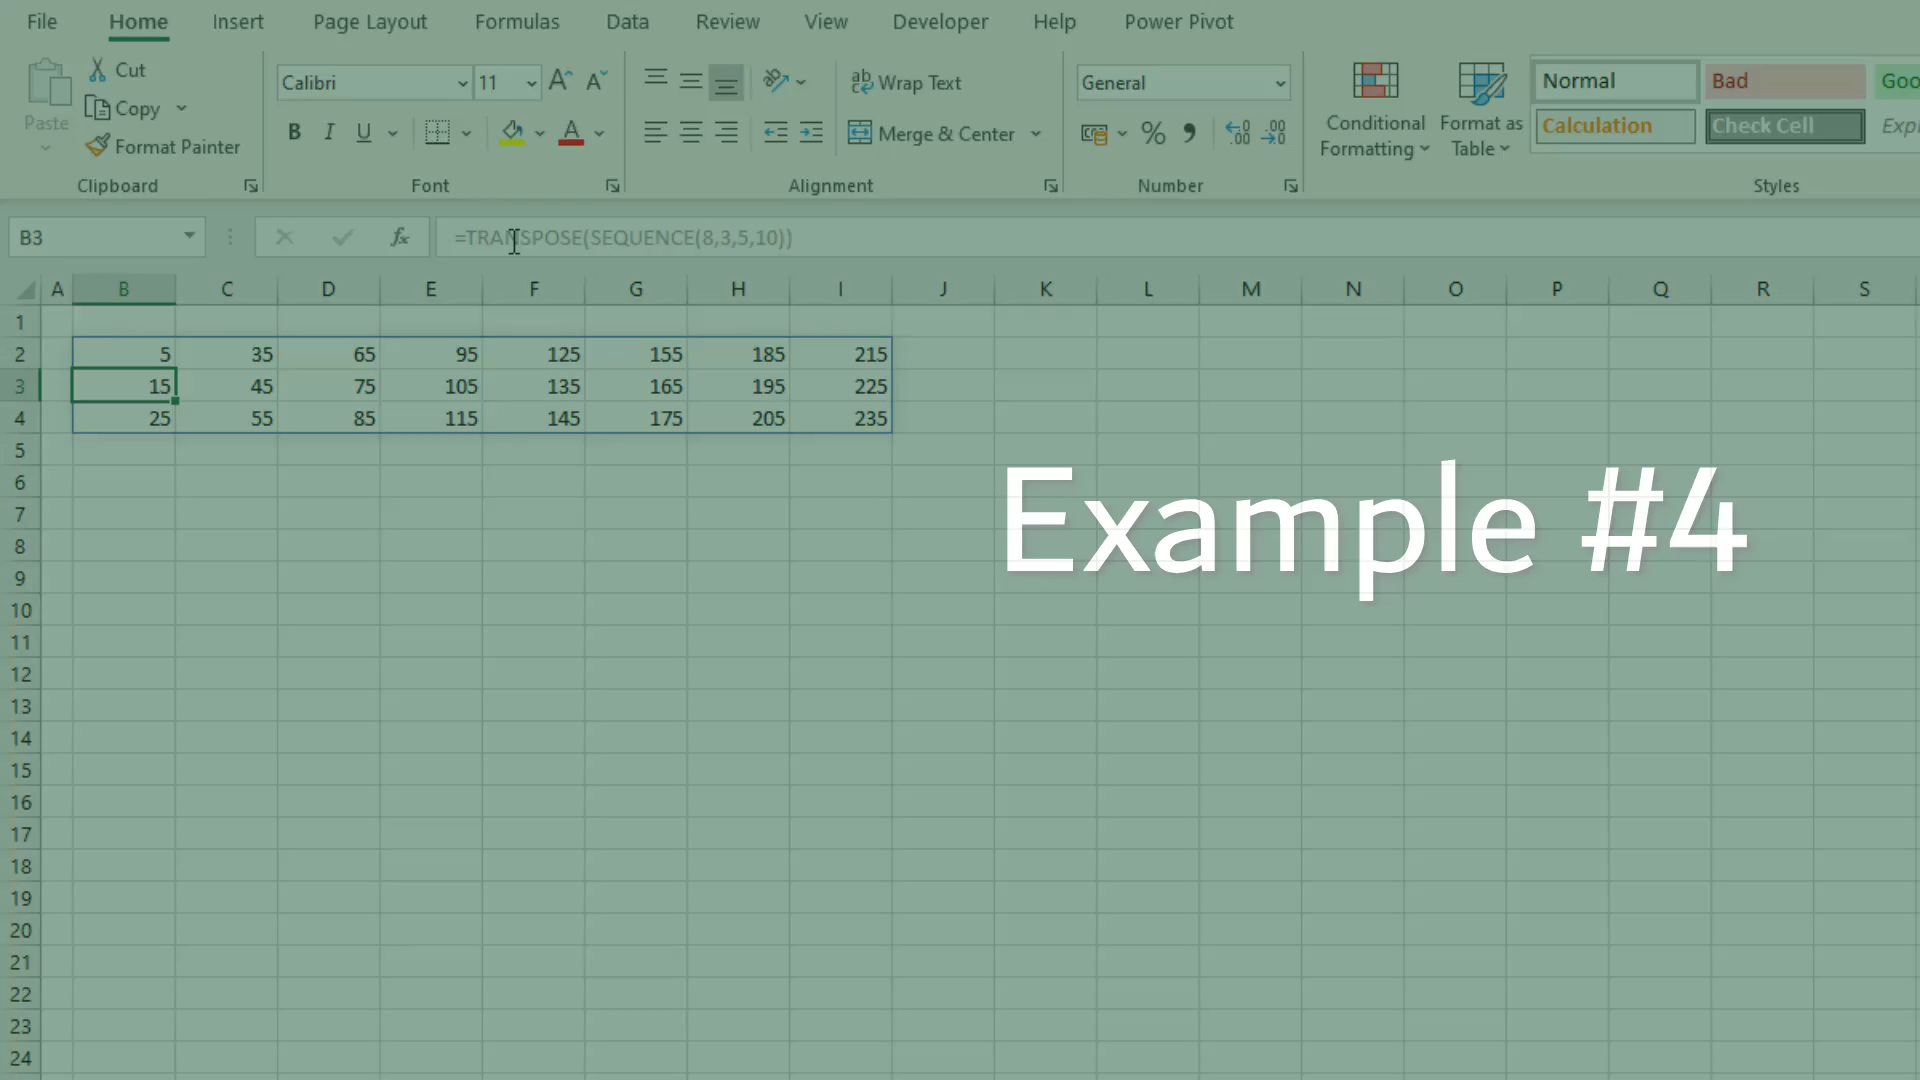 File Home Insert Page Layout Formulas Data Review View Developer Help Power Pivot
Paste
Cut
Copy
Format Painter
Clipboard
Calibri 11
B I U
Font
Wrap Text
Merge & Center
Alignment
General
Number
Conditional Formatting
Format as Table
Normal Bad
Calculation Check Cell
Styles
B3 fx =TRANSPOSE(SEQUENCE(8,3,5,10))
A B C D E F G H I J K L M N O P Q R S
1
2 5 35 65 95 125 155 185 215
3 15 45 75 105 135 165 195 225
4 25 55 85 115 145 175 205 235
5
6
Example #4
7
8
9
10
11
12
13
14
15
16
17
18
19
20
21
22
23
24